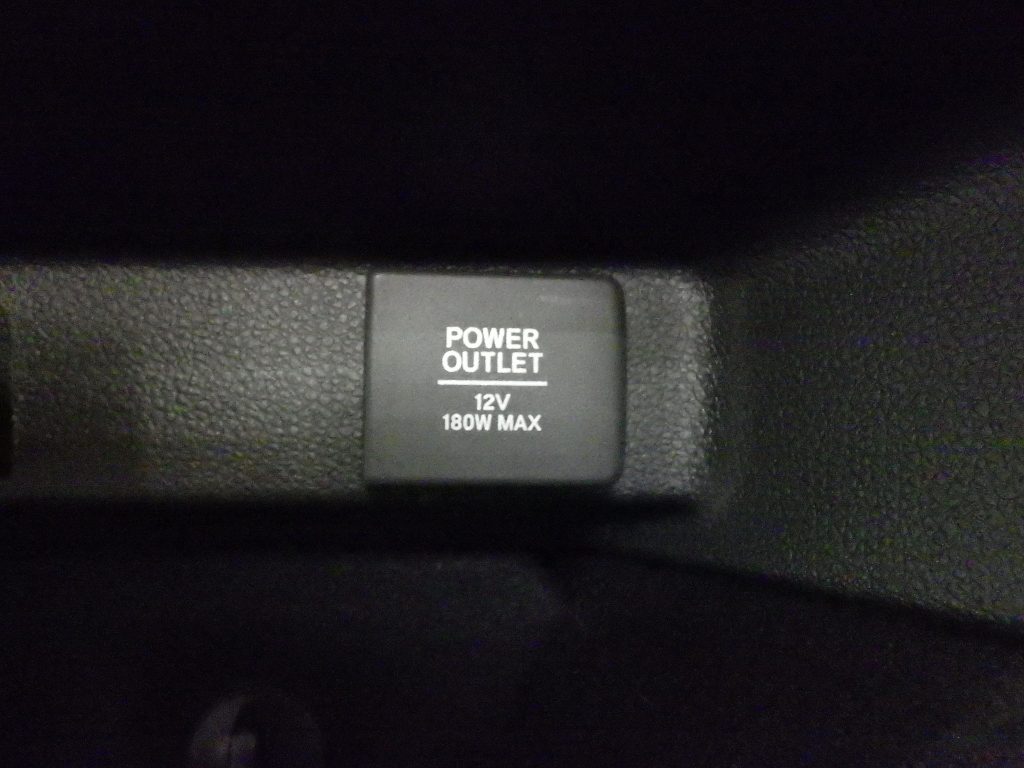 POWER
OUTLET
12V
180W MAX